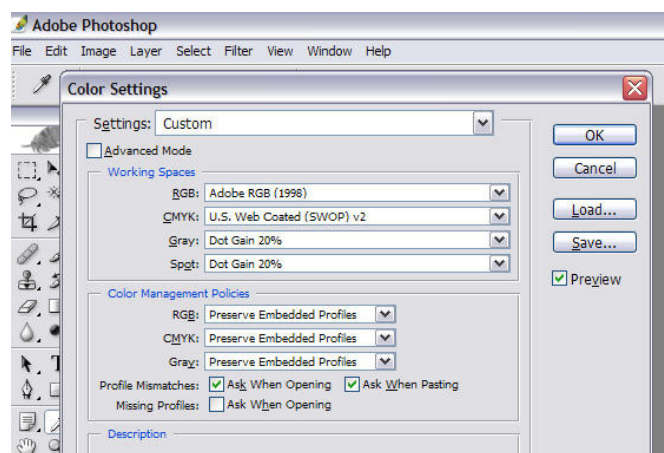 Adobe Photoshop
File Edit Image Layer Select Filter View Window Help
Color Settings
Settings: Custom
OK
Advanced Mode
Cancel
Working Spaces
RGB: Adobe RGB (1998)
CMYK: U.S. Web Coated (SWOP) v2
Load...
Gray: Dot Gain 20%
Save...
Spot: Dot Gain 20%
Preview
Color Management Policies
RGB: Preserve Embedded Profiles
CMYK: Preserve Embedded Profiles
Gray: Preserve Embedded Profiles
Profile Mismatches: Ask When Opening Ask When Pasting
Missing Profiles: Ask When Opening
Description